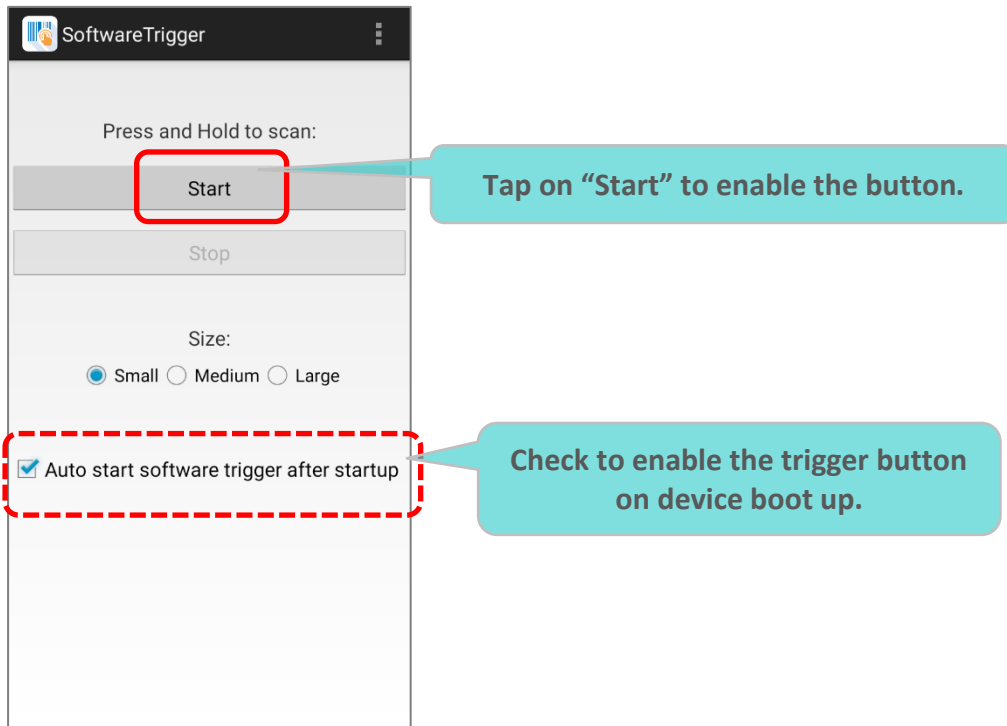 SoftwareTrigger
Press and Hold to scan:
Start
Tap on “Start” to enable the button.
Stop
Size:
Small Medium Large
Auto start software trigger after startup
Check to enable the trigger button
on device boot up.